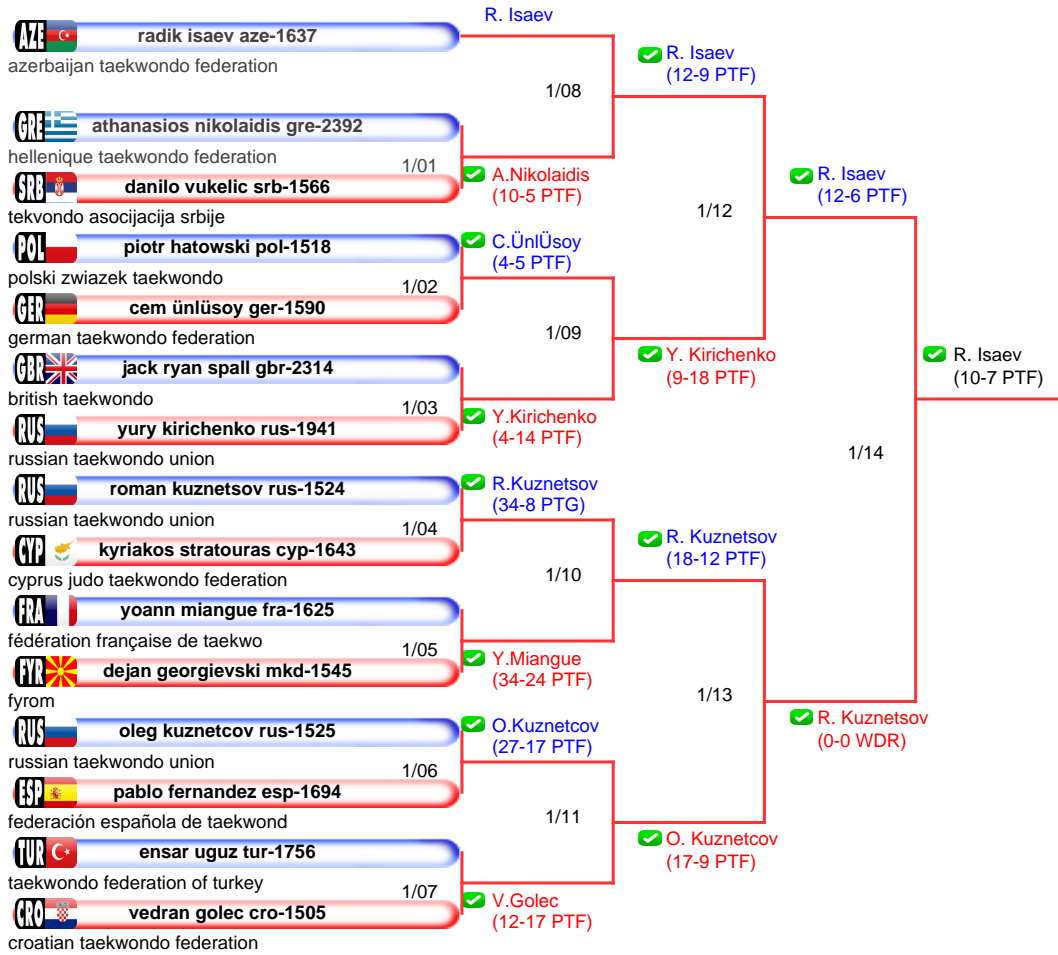 R. Isaev
AZE radik isaev aze-1637
azerbaijan taekwondo federation
R. Isaev
(12-9 PTF)
1/08
GRE athanasios nikolaidis gre-2392
hellenique taekwondo federation
1/01
A.Nikolaidis
(10-5 PTF)
SRB danilo vukelic srb-1566
tekvondo asocijacija srbije
R. Isaev
(12-6 PTF)
1/12
POL piotr hatowski pol-1518
polski zwiazek taekwondo
C.ÜnlÜsoy
(4-5 PTF)
1/02
GER cem ünlüsoy ger-1590
german taekwondo federation
1/09
GBR jack ryan spall gbr-2314
british taekwondo
Y. Kirichenko
(9-18 PTF)
R. Isaev
(10-7 PTF)
1/03
RUS yury kirichenko rus-1941
russian taekwondo union
Y.Kirichenko
(4-14 PTF)
1/14
RUS roman kuznetsov rus-1524
russian taekwondo union
R.Kuznetsov
(34-8 PTG)
1/04
CYP kyriakos stratouras cyp-1643
cyprus judo taekwondo federation
R. Kuznetsov
(18-12 PTF)
1/10
FRA yoann miangue fra-1625
fédération française de taekwo
1/05
FYR dejan georgievski mkd-1545
fyrom
Y.Miangue
(34-24 PTF)
1/13
RUS oleg kuznetcov rus-1525
russian taekwondo union
O.Kuznetcov
(27-17 PTF)
R. Kuznetsov
(0-0 WDR)
1/06
ESP pablo fernandez esp-1694
federación española de taekwond
1/11
TUR ensar uguz tur-1756
taekwondo federation of turkey
O. Kuznetcov
(17-9 PTF)
1/07
CRO vedran golec cro-1505
croatian taekwondo federation
V.Golec
(12-17 PTF)